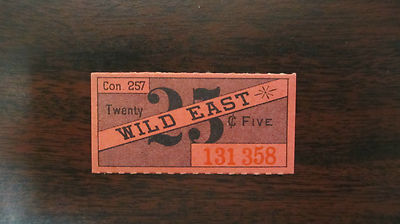 Con. 257
Twenty
25
WILD EAST
¢ FIVE
131 358